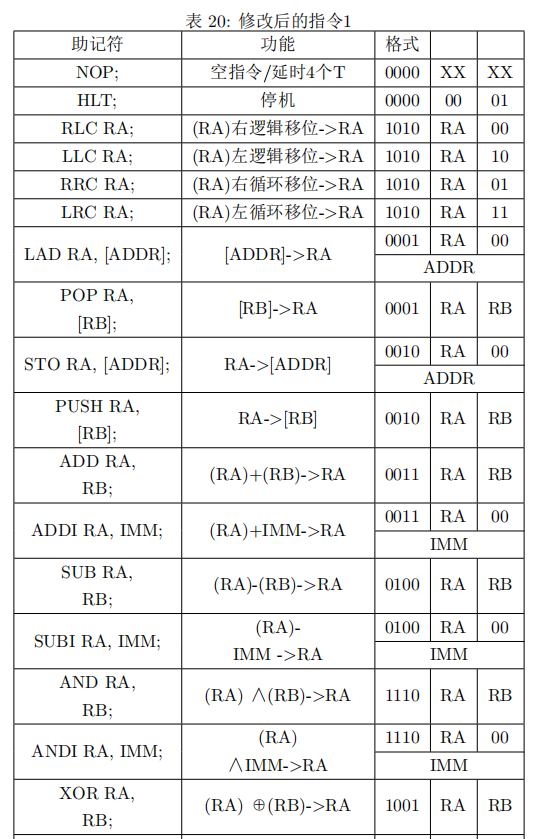 表 20: 修改后的指令1
助记符 功能 格式
NOP; 空指令/延时4个T 0000 XX XX
HLT; 停机 0000 00 01
RLC RA; (RA)右逻辑移位->RA 1010 RA 00
LLC RA; (RA)左逻辑移位->RA 1010 RA 10
RRC RA; (RA)右循环移位->RA 1010 RA 01
LRC RA; (RA)左循环移位->RA 1010 RA 11
LAD RA, [ADDR]; [ADDR]->RA 0001 RA 00
ADDR
POP RA,
[RB]; [RB]->RA 0001 RA RB
STO RA, [ADDR]; RA->[ADDR] 0010 RA 00
ADDR
PUSH RA,
[RB]; RA->[RB] 0010 RA RB
ADD RA,
RB; (RA)+(RB)->RA 0011 RA RB
ADDI RA, IMM; (RA)+IMM->RA 0011 RA 00
IMM
SUB RA,
RB; (RA)-(RB)->RA 0100 RA RB
SUBI RA, IMM; (RA)-
IMM ->RA 0100 RA 00
IMM
AND RA,
RB; (RA) ∧(RB)->RA 1110 RA RB
ANDI RA, IMM; (RA)
∧IMM->RA 1110 RA 00
IMM
XOR RA,
RB; (RA) ⊕(RB)->RA 1001 RA RB